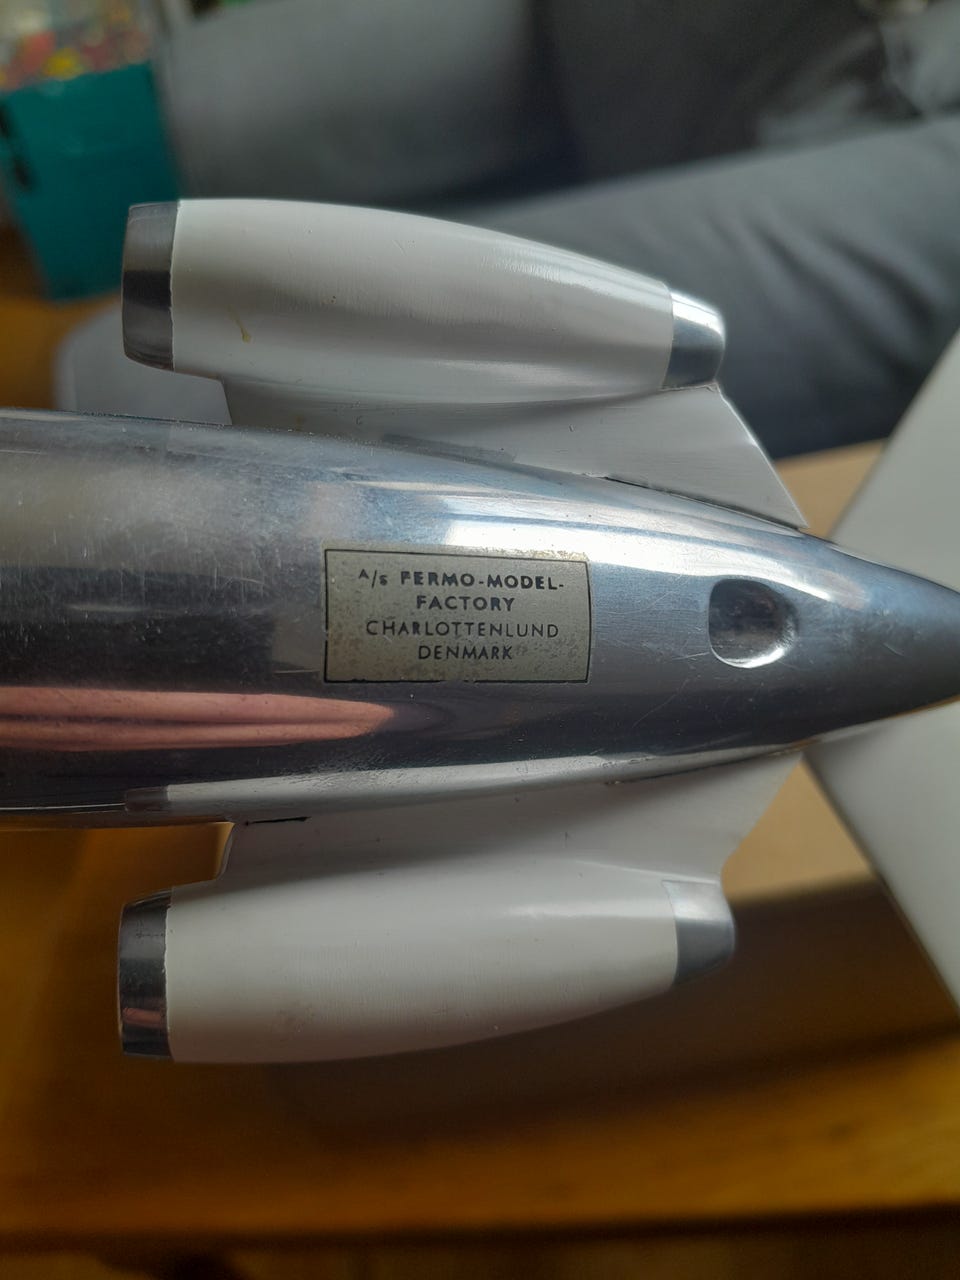 A/s FERMO-MODEL-
FACTORY
CHARLOTTENLUND
DENMARK